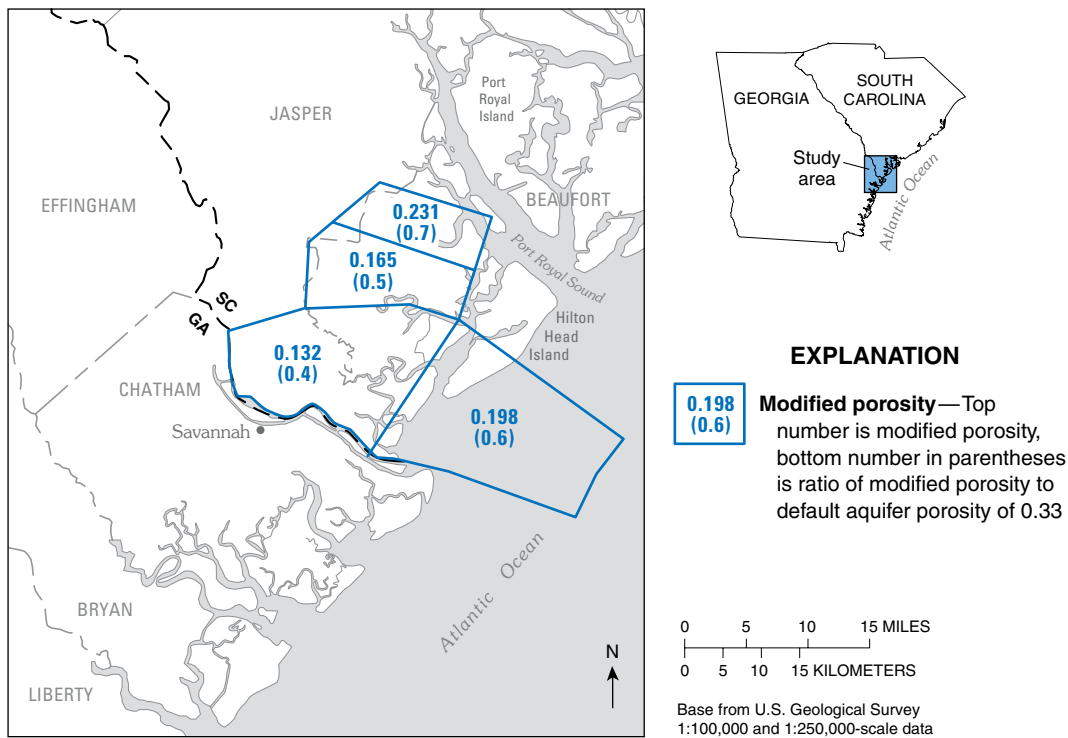 JASPER
Port
Royal
Island
EFFINGHAM
BEAUFORT
0.231
(0.7)
Port Royal Sound
0.165
(0.5)
SC
GA
Hilton
Head
Island
0.132
(0.4)
CHATHAM
0.198
(0.6)
Savannah
Atlantic Ocean
BRYAN
N
LIBERTY
GEORGIA
SOUTH
CAROLINA
Study
area
Atlantic Ocean
EXPLANATION
0.198
(0.6)
Modified porosity—Top
number is modified porosity,
bottom number in parentheses
is ratio of modified porosity to
default aquifer porosity of 0.33
0 5 10 15 MILES
0 5 10 15 KILOMETERS
Base from U.S. Geological Survey
1:100,000 and 1:250,000-scale data